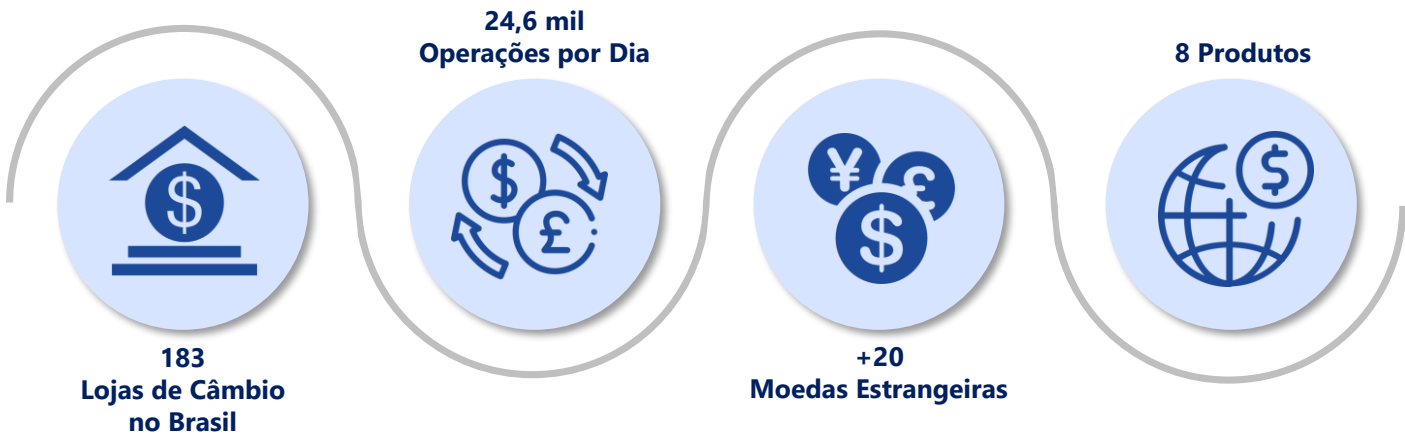 183
Lojas de Câmbio
no Brasil
24,6 mil
Operações por Dia
+20
Moedas Estrangeiras
8 Produtos